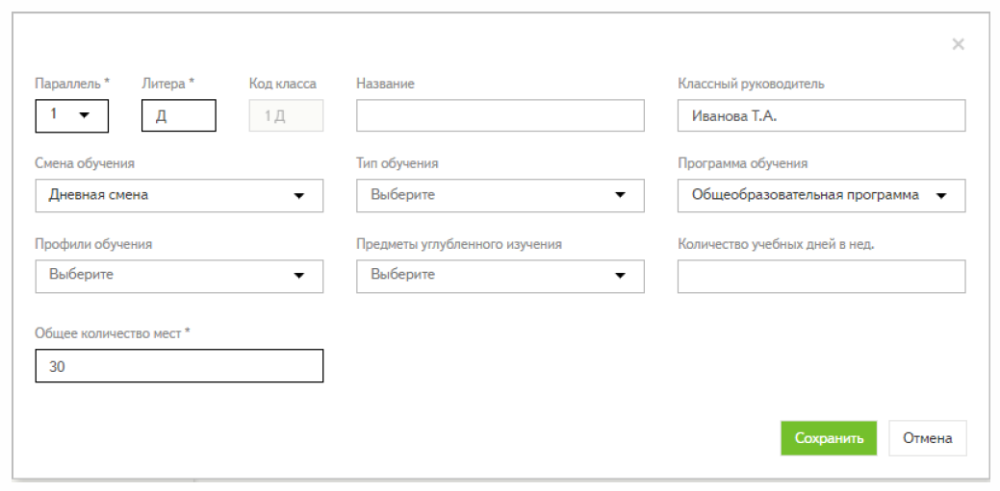 ×
Параллель * Литера * Код класса Название Классный руководитель
1 Д 1 Д Иванова Т.А.
Смена обучения Тип обучения Программа обучения
Дневная смена Выберите Общеобразовательная программа
Профили обучения Предметы углубленного изучения Количество учебных дней в нед.
Выберите Выберите
Общее количество мест *
30
Сохранить Отмена